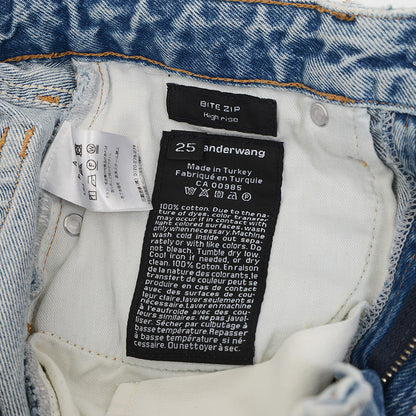 BITE ZIP
High rise
25
anderwang
Made in Turkey
Fabriqué en Turquie
CA 00985
100% cotton. Due to the na-
ture of dyes, color transfer
may occur if in contact with
light colored surfaces. wash
only when necessary. Machine
wash cold inside out sepa-
rately or with like colors. Do
not bleach. Tumble dry low.
Cool iron if needed, or dry
clean. 100% Coton. En raison
de la nature des colorants, le
transfert de couleur peut est
produire en cas de contact
avec des surfaces de cou-
leur claire, laver seulement si
nécessaire. Laver en machine
à l'eau froide avec des cou-
leurs similaires. Ne pas javel-
liser. Sécher par culbutage à
basse température. Repasser
à basse température, si né-
cessaire, ou nettoyer à sec.